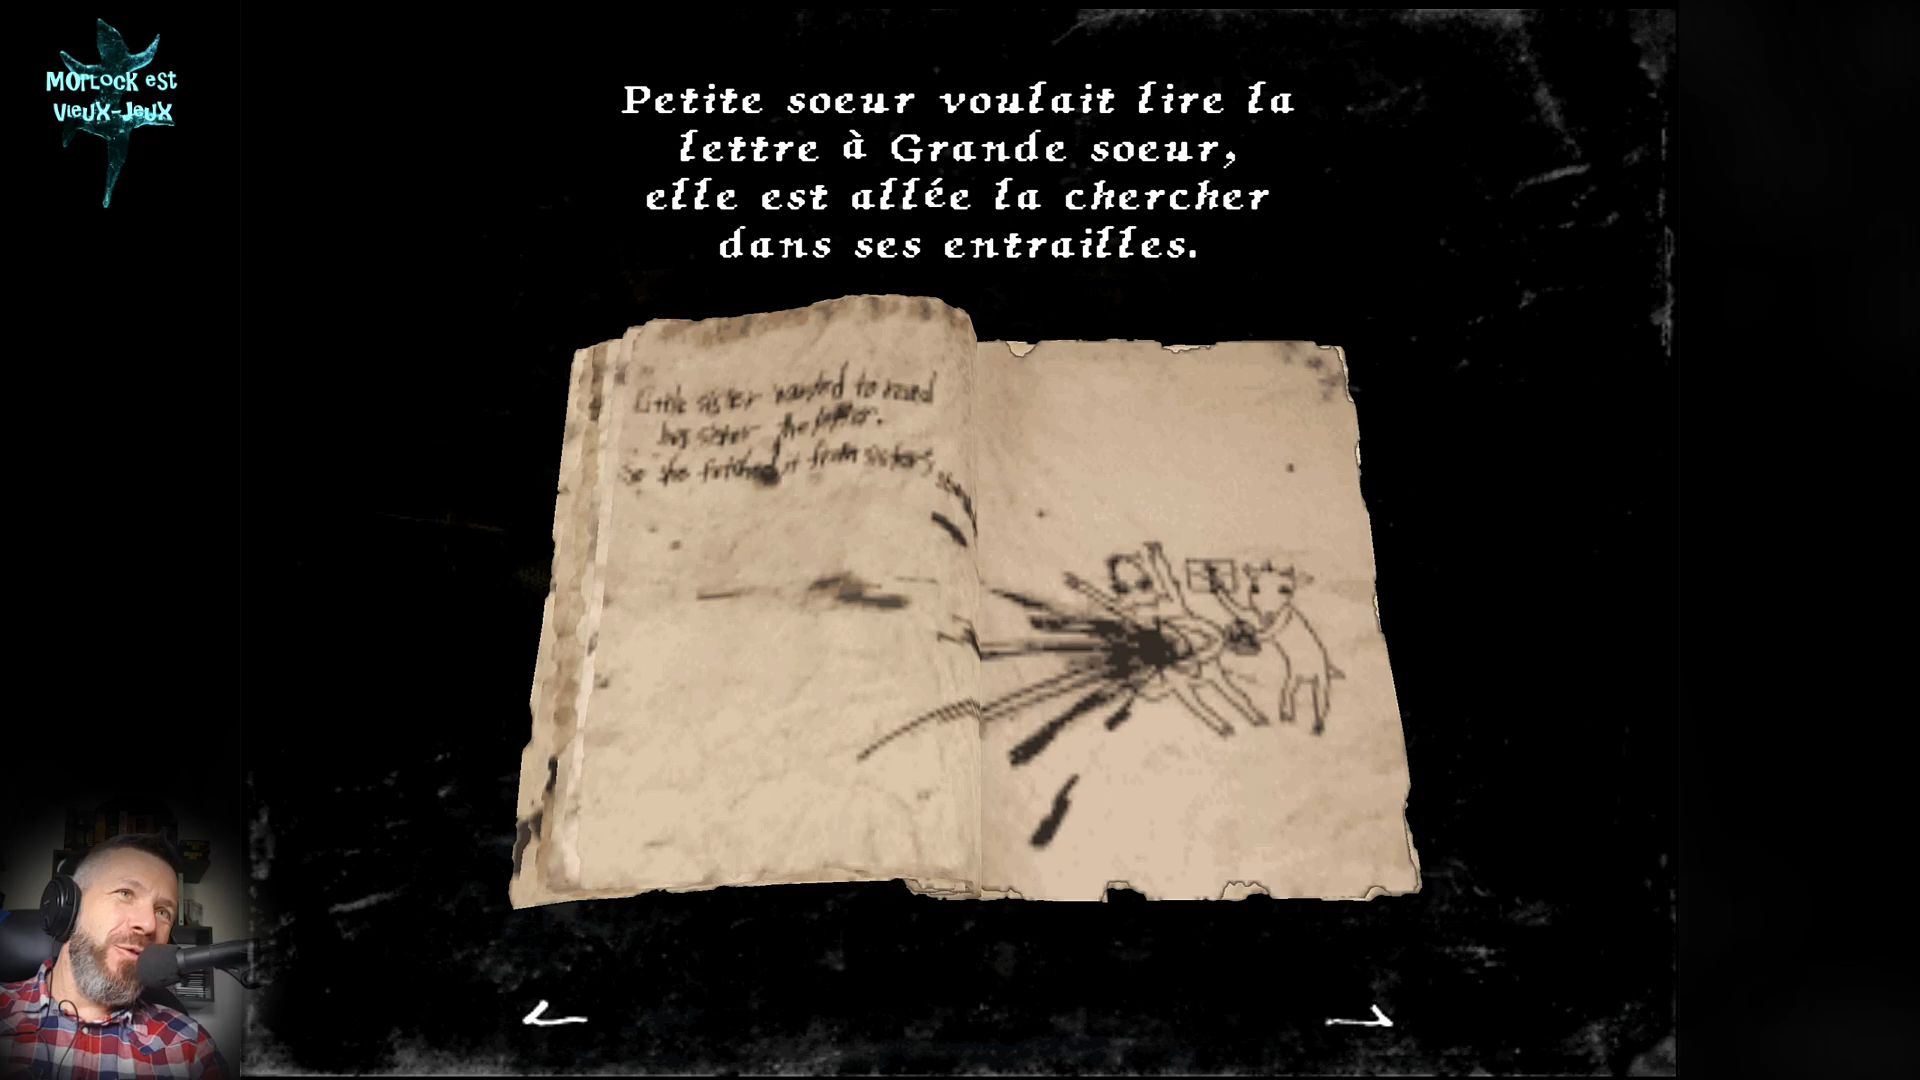 MOrLocK eSt
VIeUX-JeUX
Petite soeur voulait lire la
lettre à Grande soeur,
elle est allée la chercher
dans ses entrailles.
Little sister wanted to read
big sister the letter.
So she fetched it from sister's